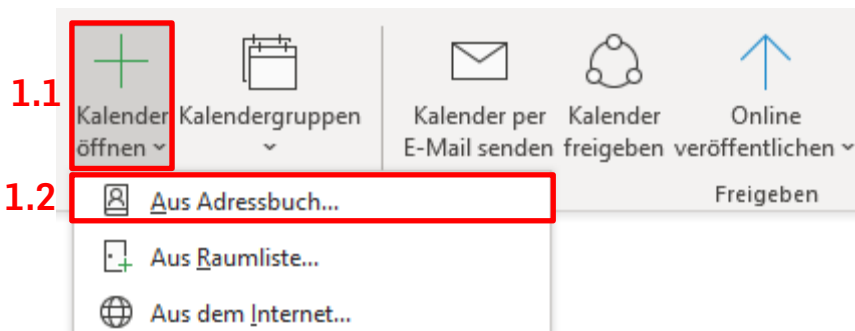 1.1
Kalender öffnen
Kalendergruppen
Kalender per E-Mail senden
Kalender freigeben
Online veröffentlichen
1.2
Aus Adressbuch...
Freigeben
Aus Raumliste...
Aus dem Internet...